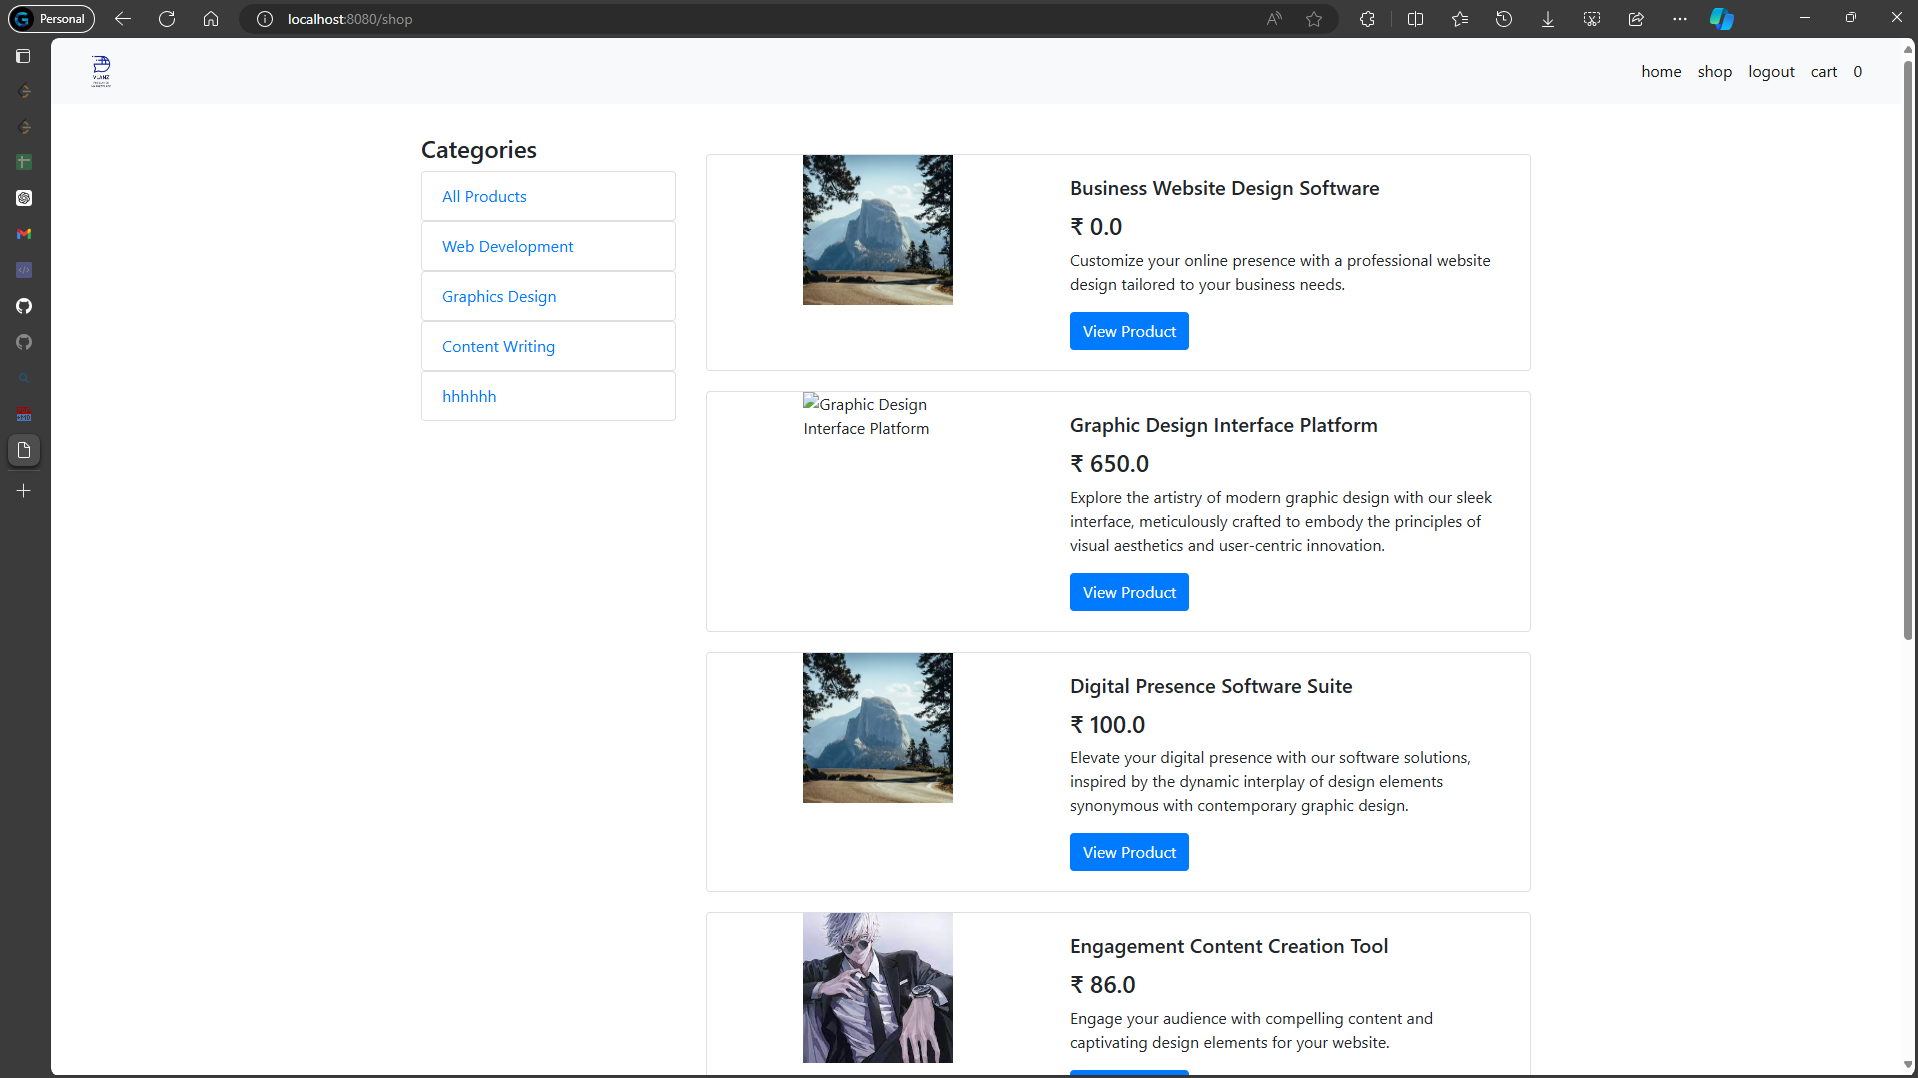 Personal
localhost:8080/shop
home shop logout cart 0
Categories
All Products
Web Development
Graphics Design
Content Writing
hhhhhh
Business Website Design Software
₹ 0.0
Customize your online presence with a professional website
design tailored to your business needs.
View Product
Graphic Design
Interface Platform
Graphic Design Interface Platform
₹ 650.0
Explore the artistry of modern graphic design with our sleek
interface, meticulously crafted to embody the principles of
visual aesthetics and user-centric innovation.
View Product
Digital Presence Software Suite
₹ 100.0
Elevate your digital presence with our software solutions,
inspired by the dynamic interplay of design elements
synonymous with contemporary graphic design.
View Product
Engagement Content Creation Tool
₹ 86.0
Engage your audience with compelling content and
captivating design elements for your website.